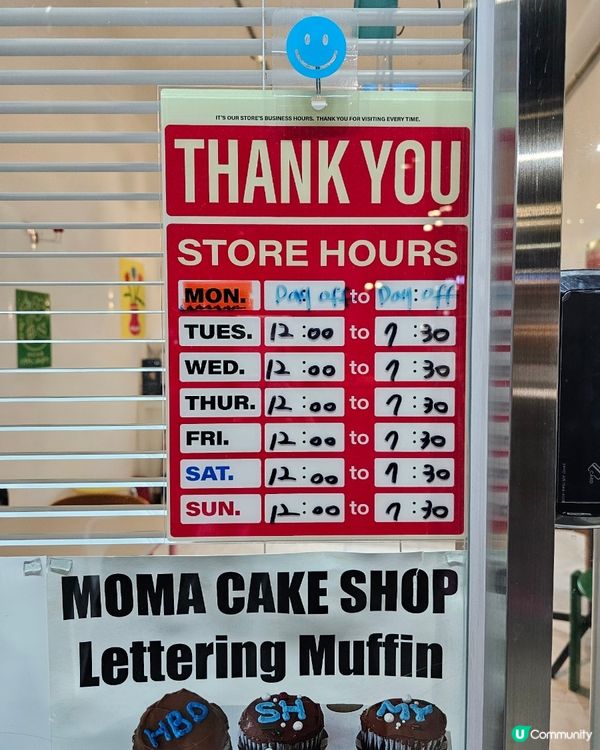 IT'S OUR STORE'S BUSINESS HOURS. THANK YOU FOR VISITING EVERY TIME.
THANK YOU
STORE HOURS
MON. Day off to Day off
TUES. 12:00 to 7:30
WED. 12:00 to 7:30
THUR. 12:00 to 7:30
FRI. 12:00 to 7:30
SAT. 12:00 to 7:30
SUN. 12:00 to 7:30
MOMA CAKE SHOP
Lettering Muffin
HBD SH MY
U Community